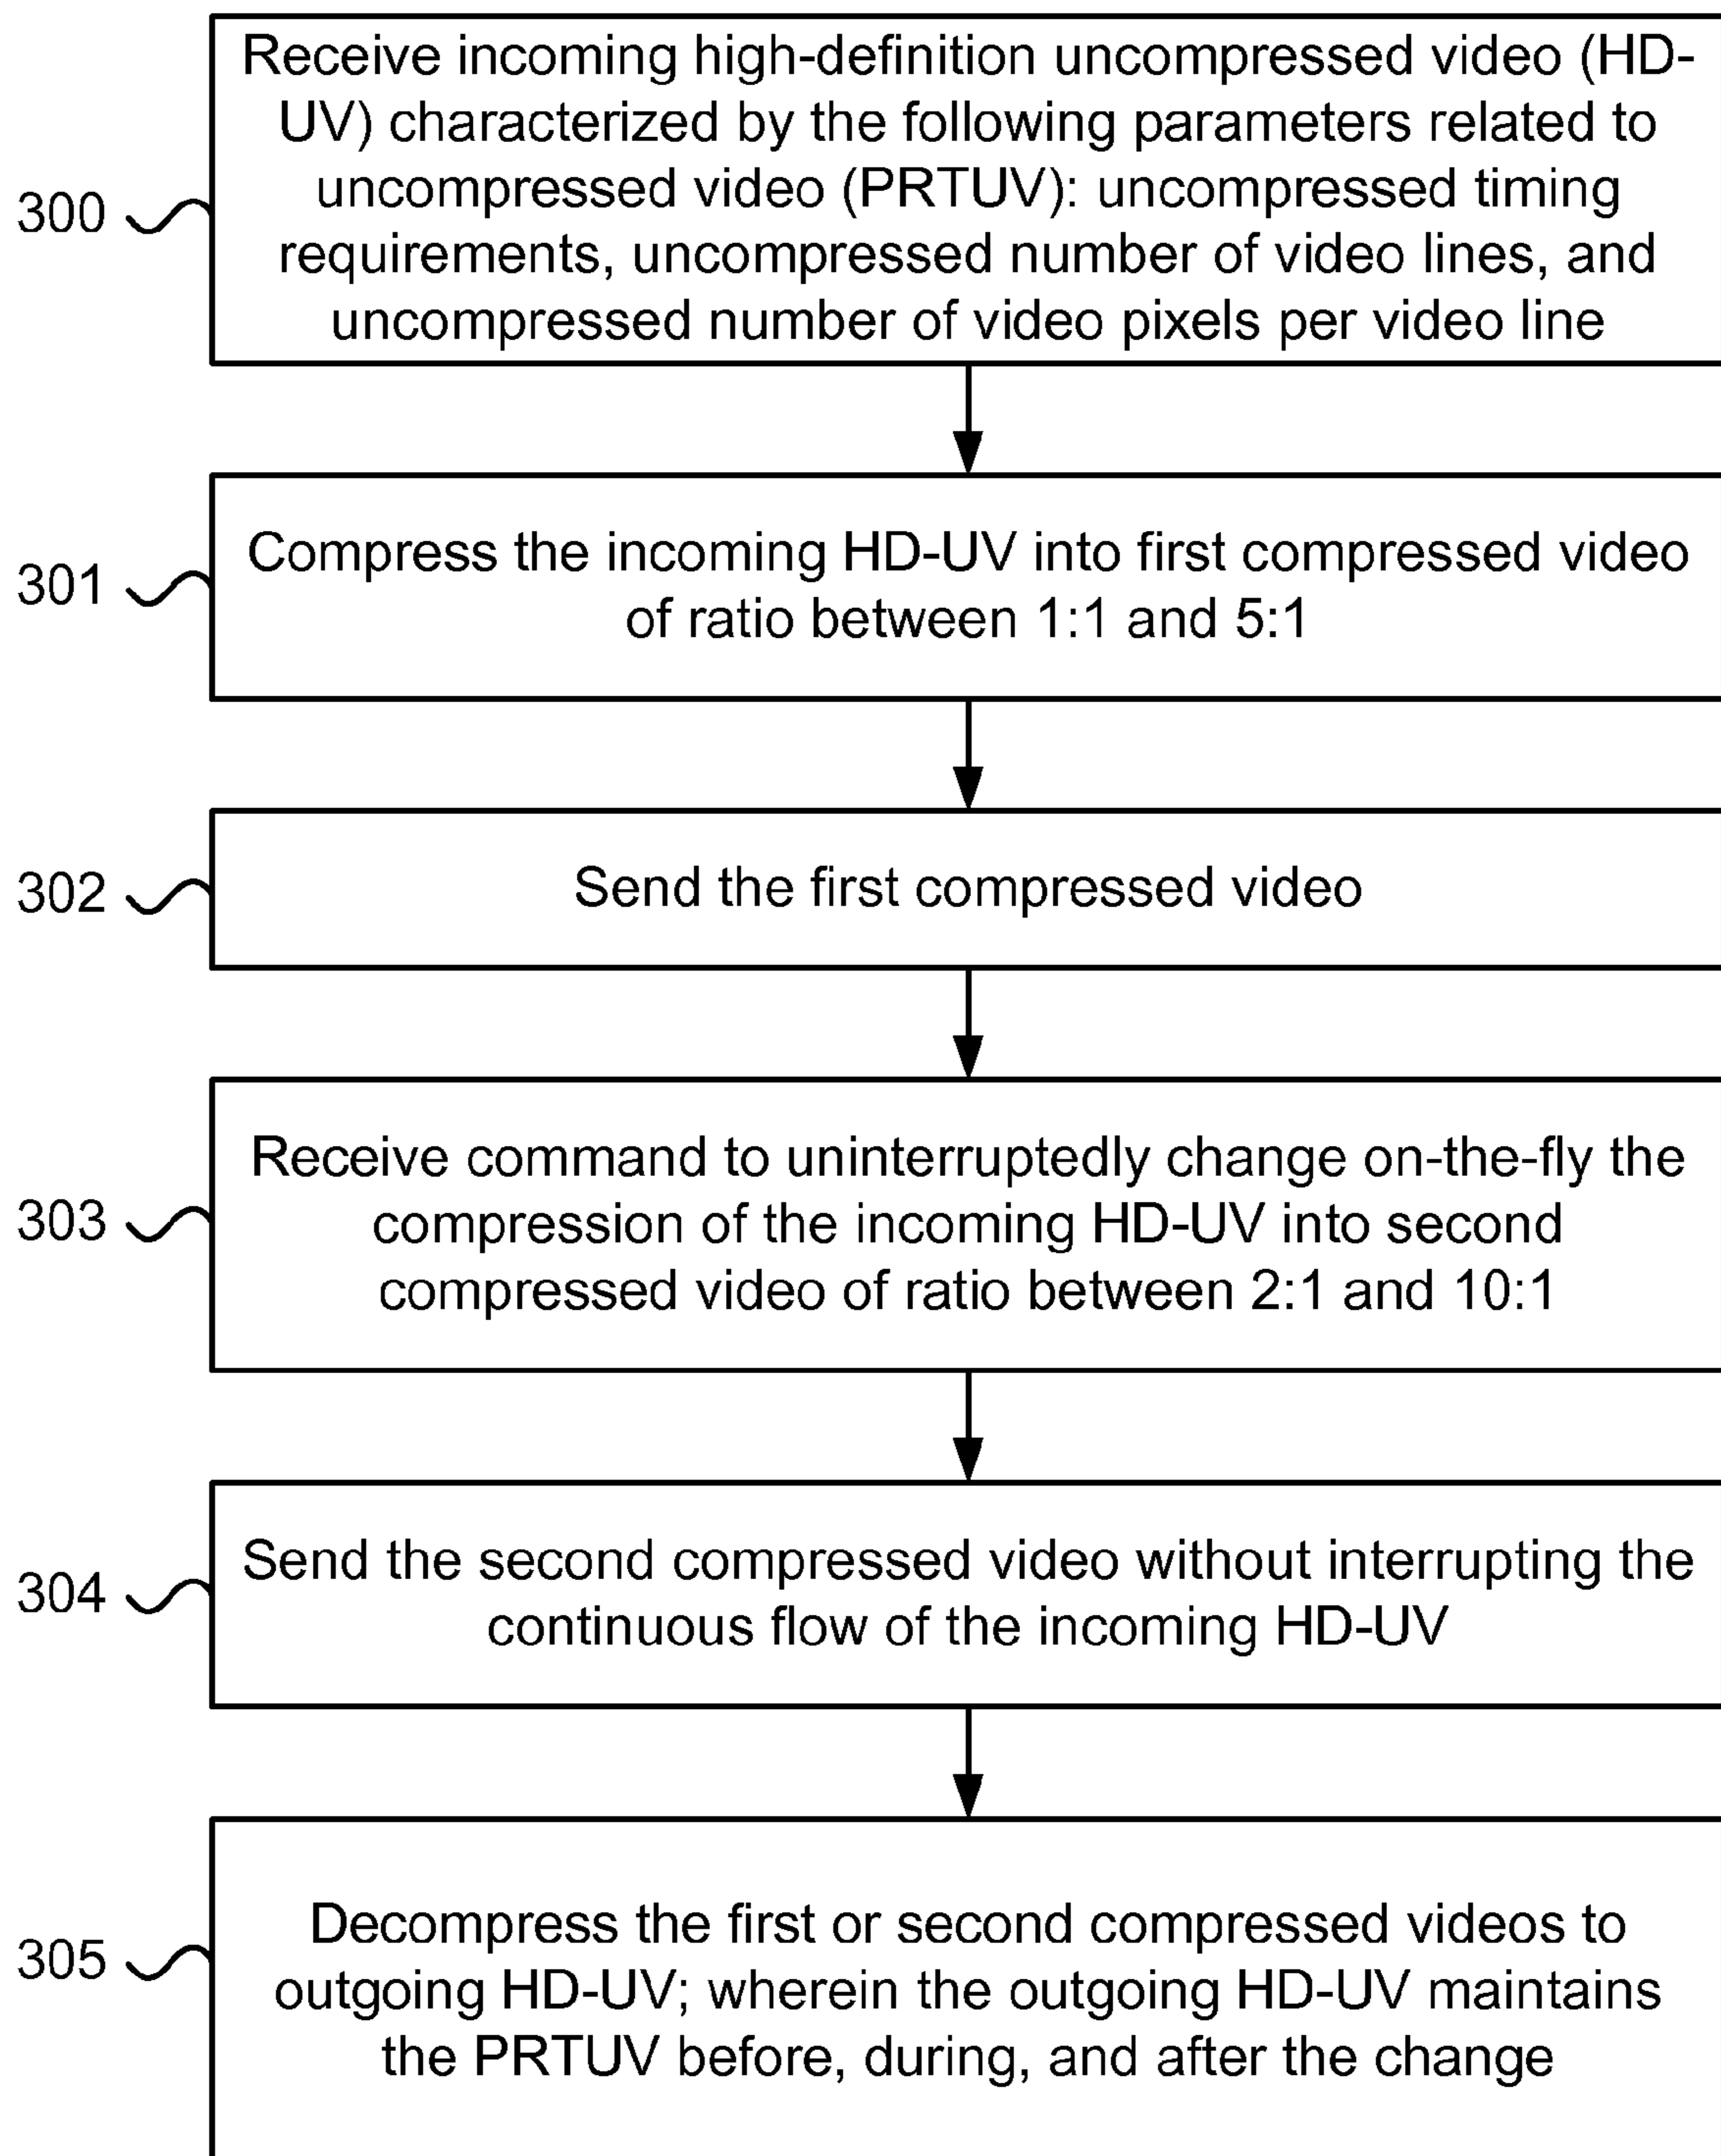 Receive incoming high-definition uncompressed video (HD-
UV) characterized by the following parameters related to
uncompressed video (PRTUV): uncompressed timing
requirements, uncompressed number of video lines, and
uncompressed number of video pixels per video line
300
Compress the incoming HD-UV into first compressed video
of ratio between 1:1 and 5:1
301
Send the first compressed video
302
Receive command to uninterruptedly change on-the-fly the
compression of the incoming HD-UV into second
compressed video of ratio between 2:1 and 10:1
303
Send the second compressed video without interrupting the
continuous flow of the incoming HD-UV
304
Decompress the first or second compressed videos to
outgoing HD-UV; wherein the outgoing HD-UV maintains
the PRTUV before, during, and after the change
305